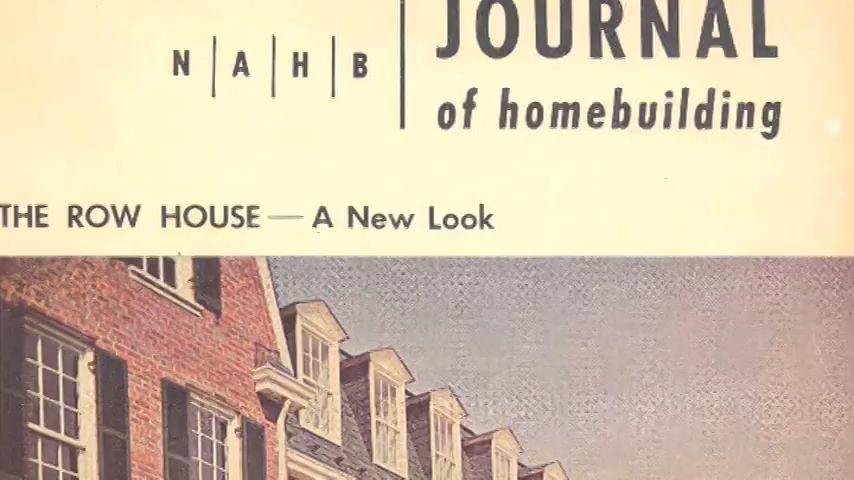 JOURNAL
N A H B
of homebuilding
THE ROW HOUSE — A New Look